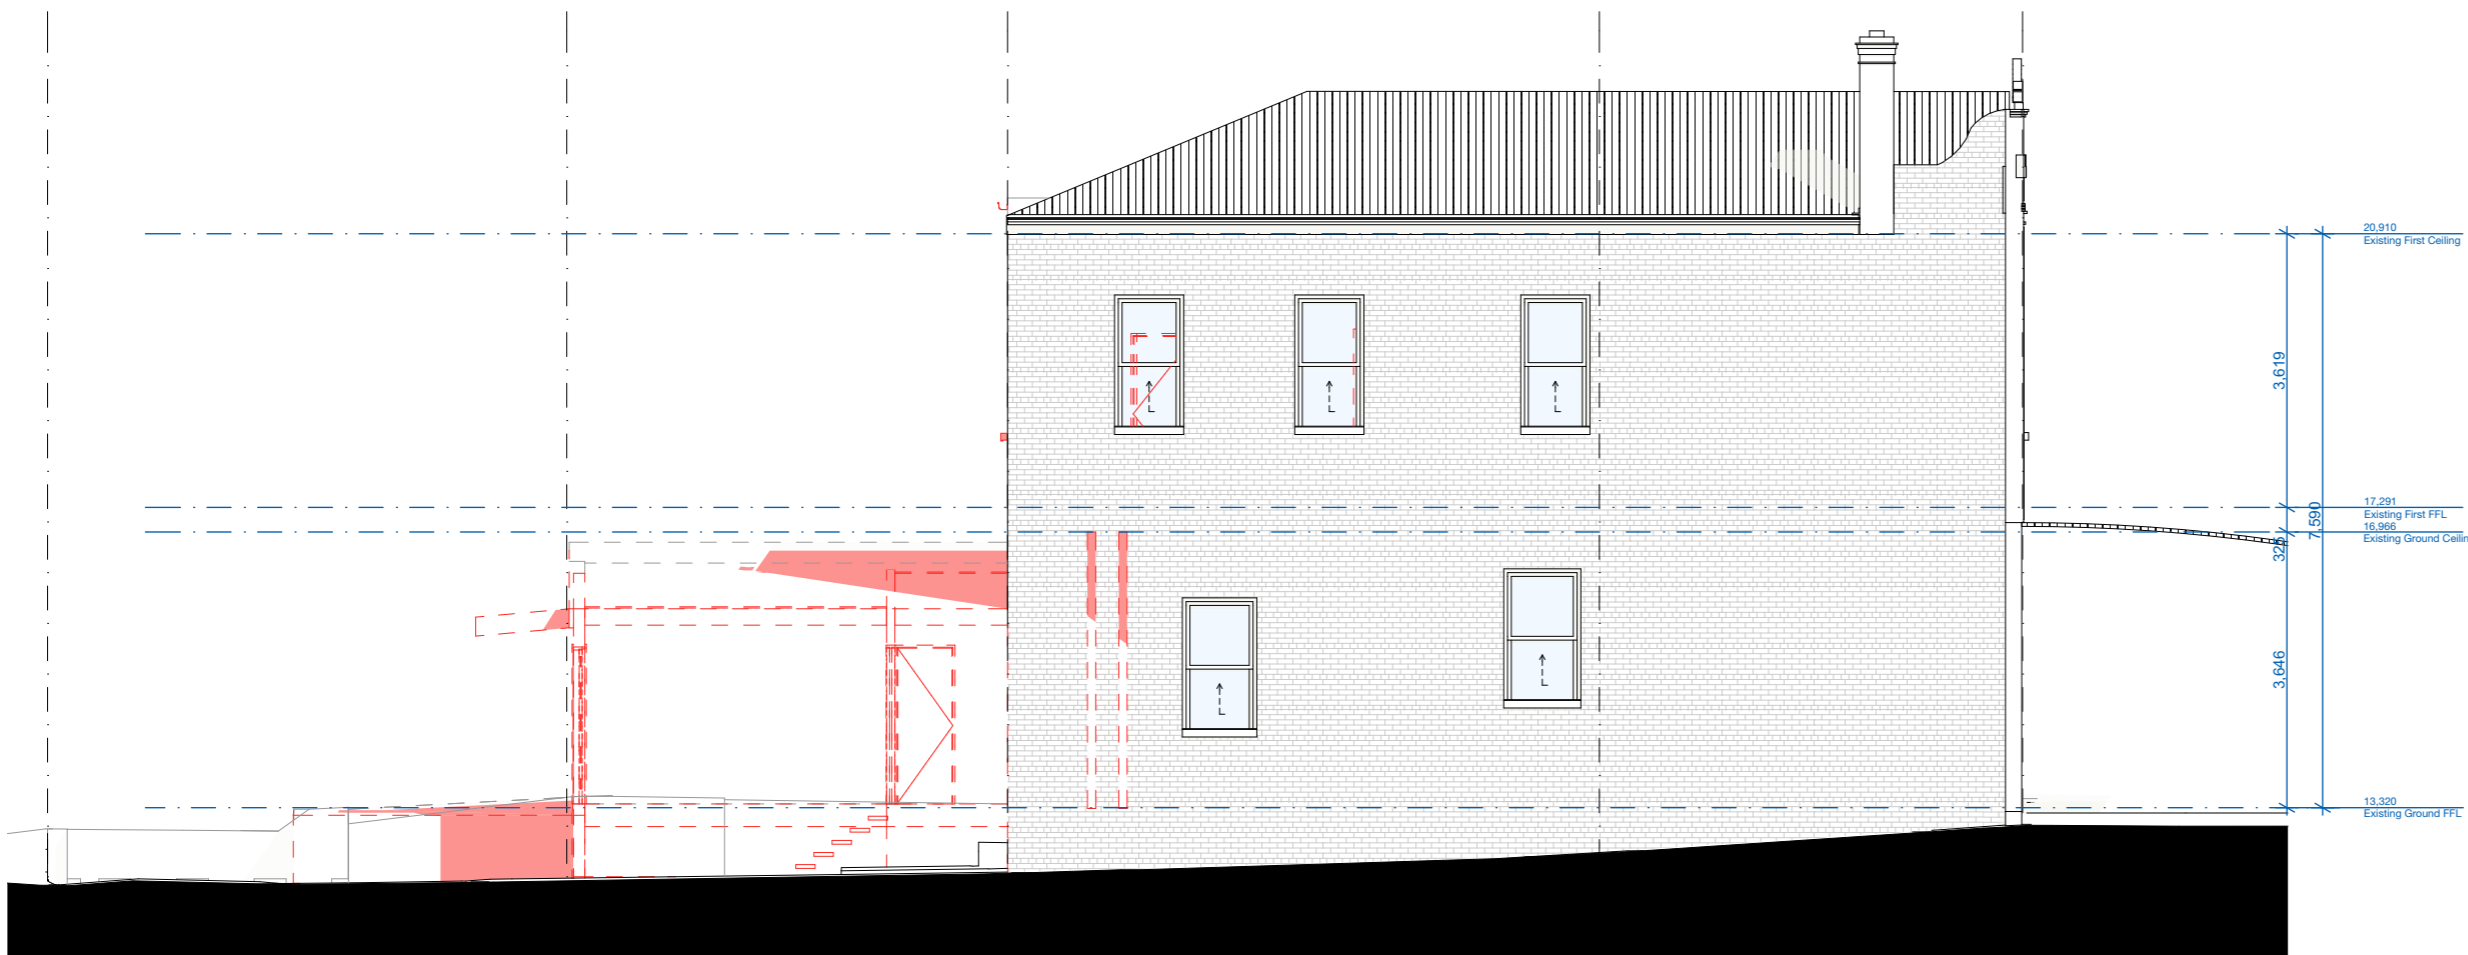 20,910
Existing First Ceiling
3,619
17,291
Existing First FFL
7,590
16,966
Existing Ground Ceilin
325
3,646
13,320
Existing Ground FFL